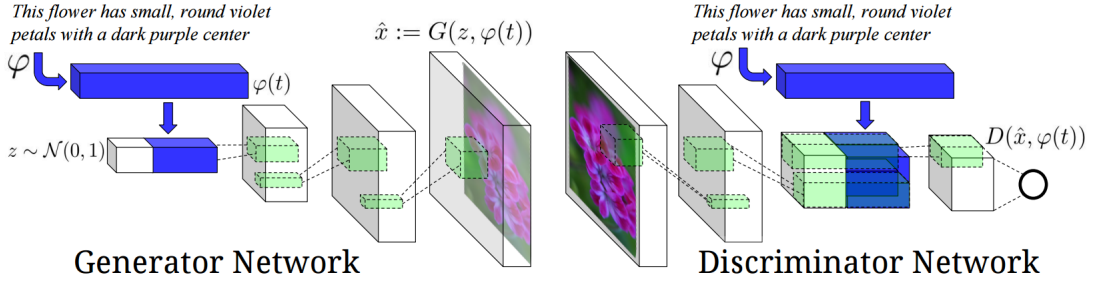 This flower has small, round violet
petals with a dark purple center
φ
φ(t)
z ∼ 𝒩(0, 1)
x̂ := G(z, φ(t))
Generator Network
This flower has small, round violet
petals with a dark purple center
φ
D(x̂, φ(t))
Discriminator Network